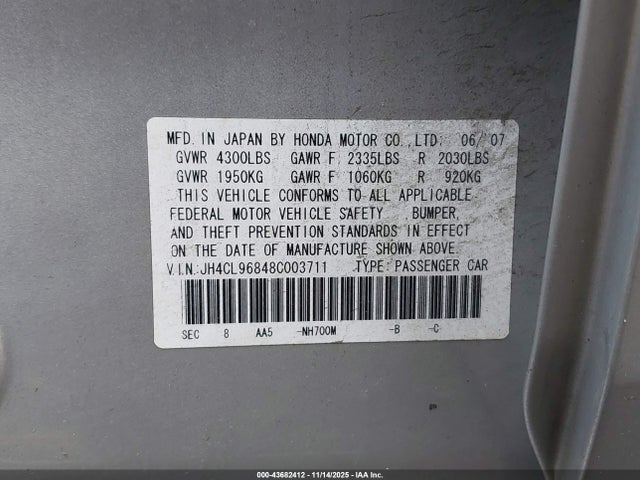 MFD. IN JAPAN BY HONDA MOTOR CO.,LTD. 06/'07
GVWR 4300LBS GAWR F 2335LBS R 2030LBS
GVWR 1950KG GAWR F 1060KG R 920KG
THIS VEHICLE CONFORMS TO ALL APPLICABLE
FEDERAL MOTOR VEHICLE SAFETY, BUMPER,
AND THEFT PREVENTION STANDARDS IN EFFECT
ON THE DATE OF MANUFACTURE SHOWN ABOVE.
V.I.N:JH4CL96848C003711 TYPE: PASSENGER CAR
SEC 8 AA5 -NH700M -B -C
000-43682412 - 11/14/2025 - IAA Inc.